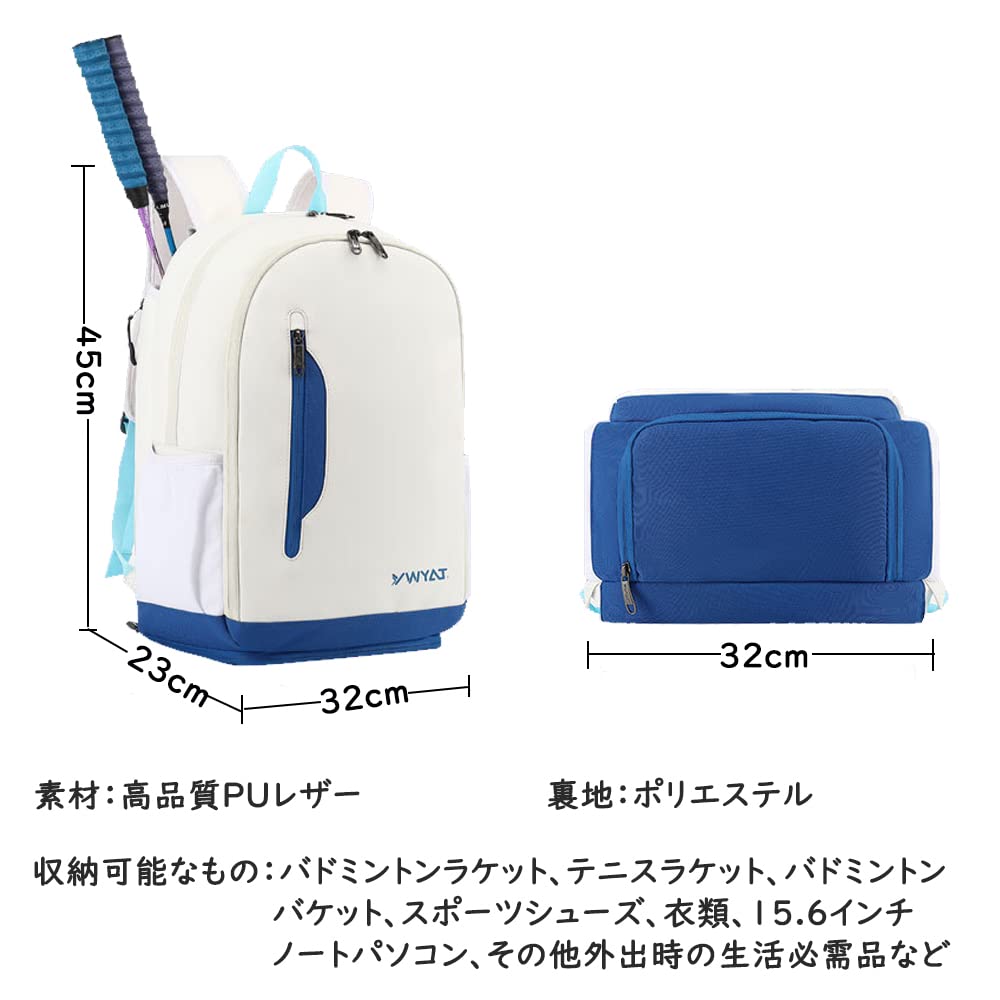 45cm
YWYAT
23cm
32cm
32cm
素材：高品質PUレザー
裏地：ポリエステル
収納可能なもの：バドミントンラケット、テニスラケット、バドミントン
バケット、スポーツシューズ、衣類、15.6インチ
ノートパソコン、その他外出時の生活必需品など